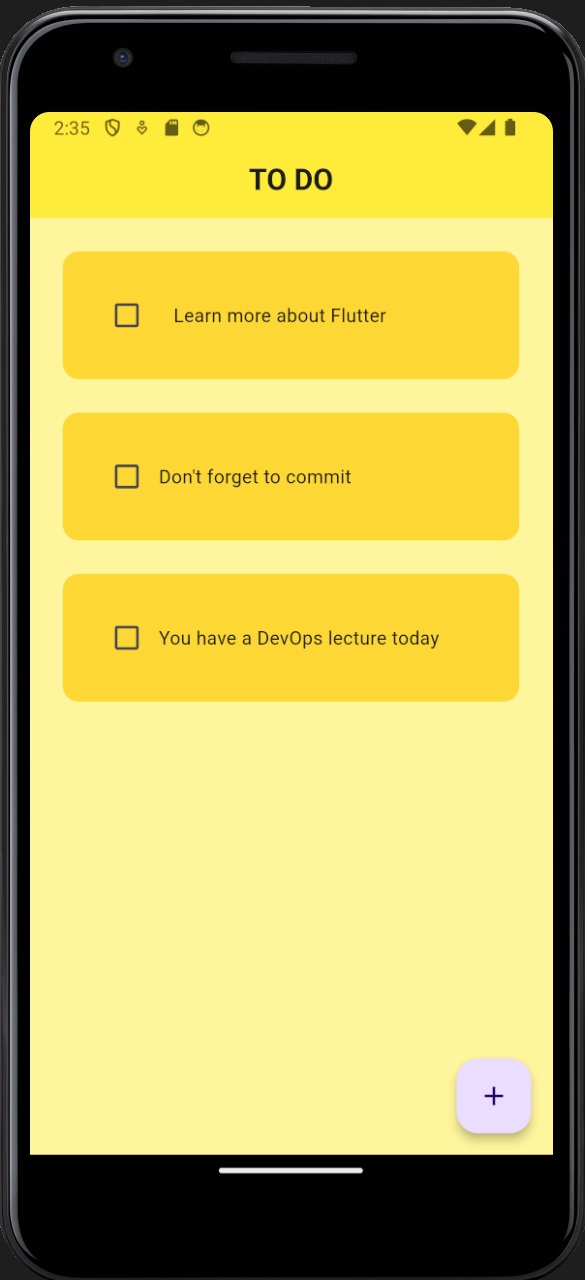 2:35
TO DO
Learn more about Flutter
Don't forget to commit
You have a DevOps lecture today
+